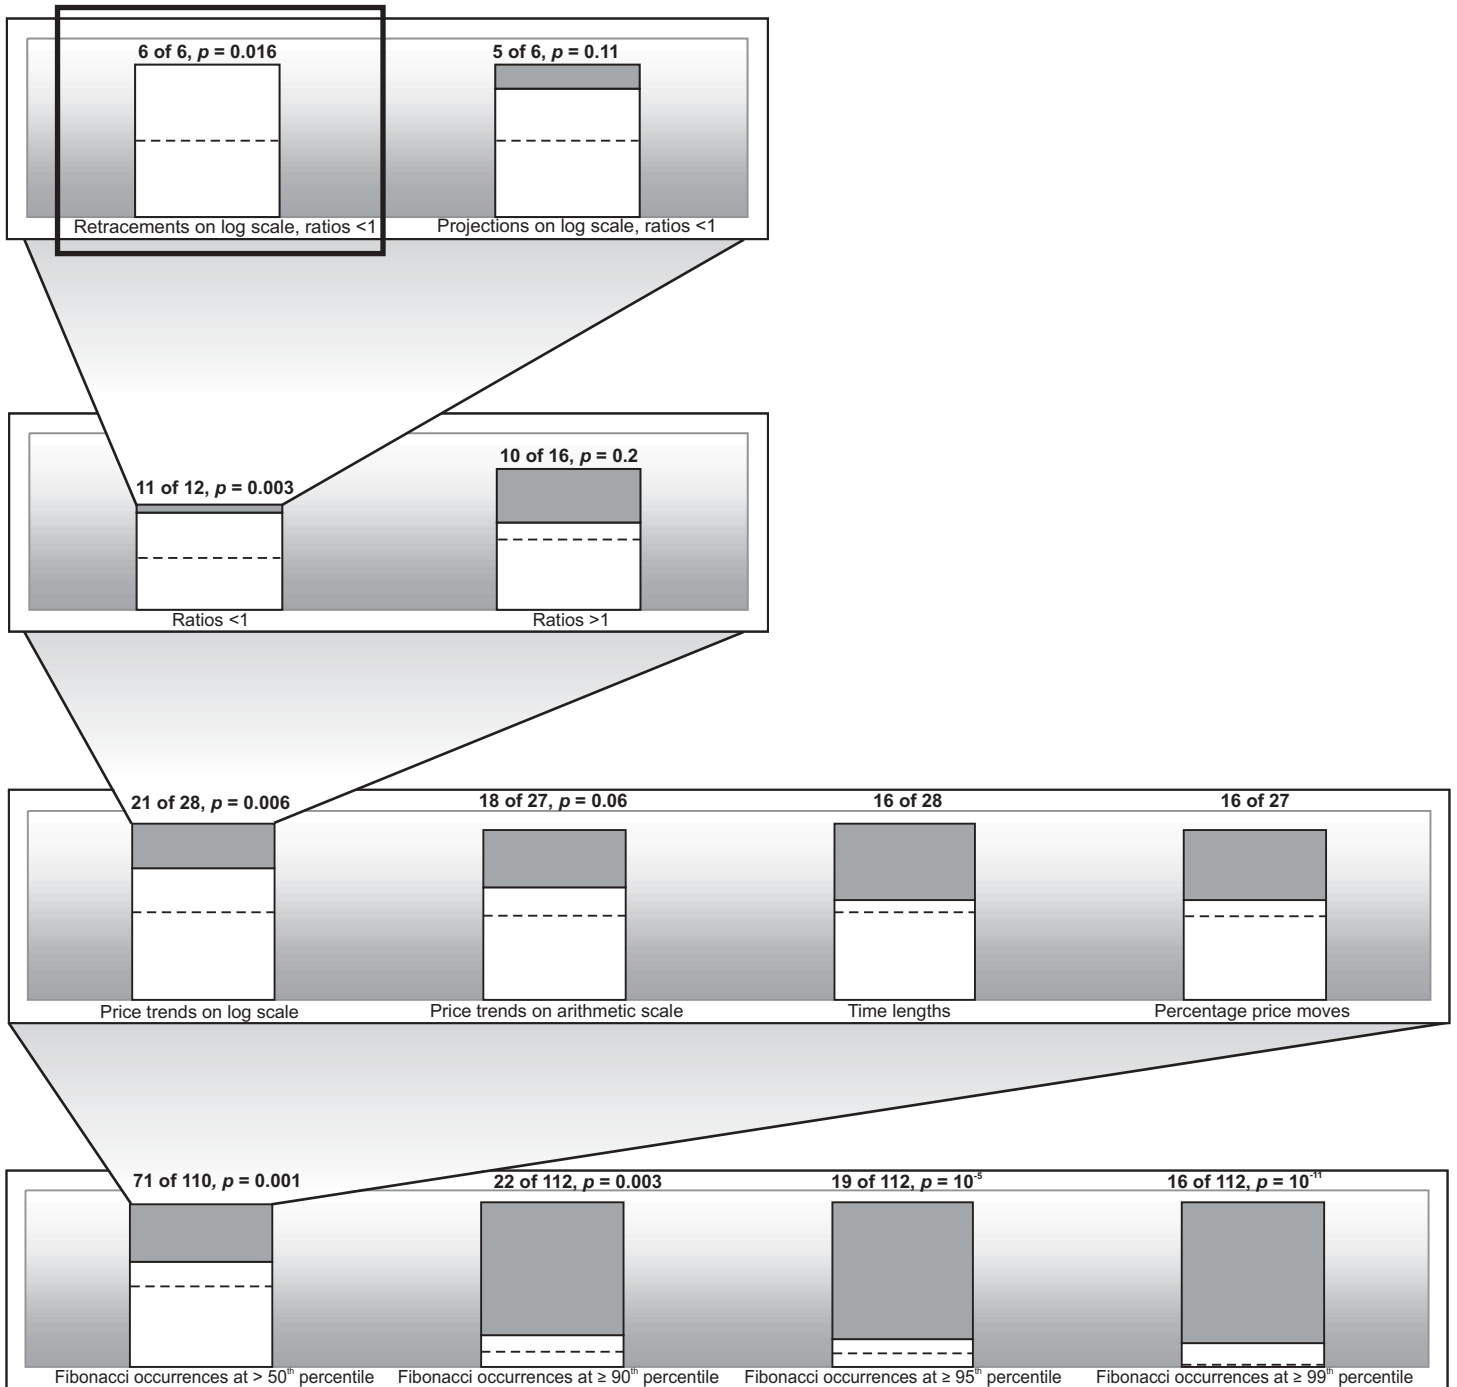 6 of 6, p = 0.016
5 of 6, p = 0.11
Retracements on log scale, ratios <1
Projections on log scale, ratios <1
11 of 12, p = 0.003
10 of 16, p = 0.2
Ratios <1
Ratios >1
21 of 28, p = 0.006
18 of 27, p = 0.06
16 of 28
16 of 27
Price trends on log scale
Price trends on arithmetic scale
Time lengths
Percentage price moves
71 of 110, p = 0.001
22 of 112, p = 0.003
19 of 112, p = 10⁻⁵
16 of 112, p = 10⁻¹¹
Fibonacci occurrences at > 50th percentile
Fibonacci occurrences at ≥ 90th percentile
Fibonacci occurrences at ≥ 95th percentile
Fibonacci occurrences at ≥ 99th percentile